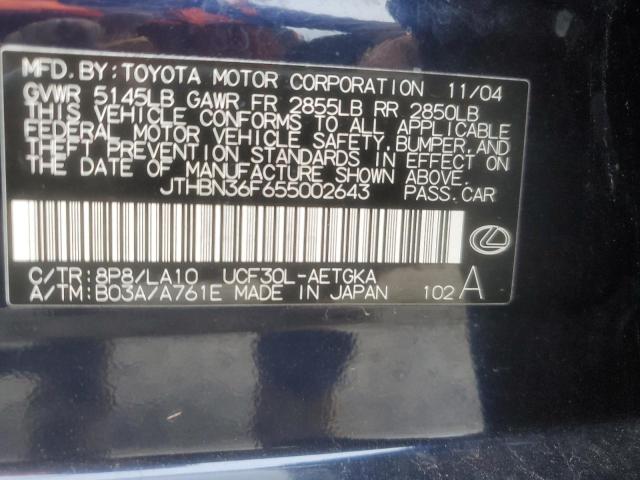 MFD.BY:TOYOTA MOTOR CORPORATION 11/04
GVWR 5145LB GAWR FR 2855LB RR 2850LB
THIS VEHICLE CONFORMS TO ALL APPLICABLE
FEDERAL MOTOR VEHICLE SAFETY,BUMPER,AND
THEFT PREVENTION STANDARDS IN EFFECT ON
THE DATE OF MANUFACTURE SHOWN ABOVE.
JTHBN36F655002643 PASS.CAR
C/TR:8P8/LA10 UCF30L-AETGKA
A/TM:B03A/A761E MADE IN JAPAN 102 A